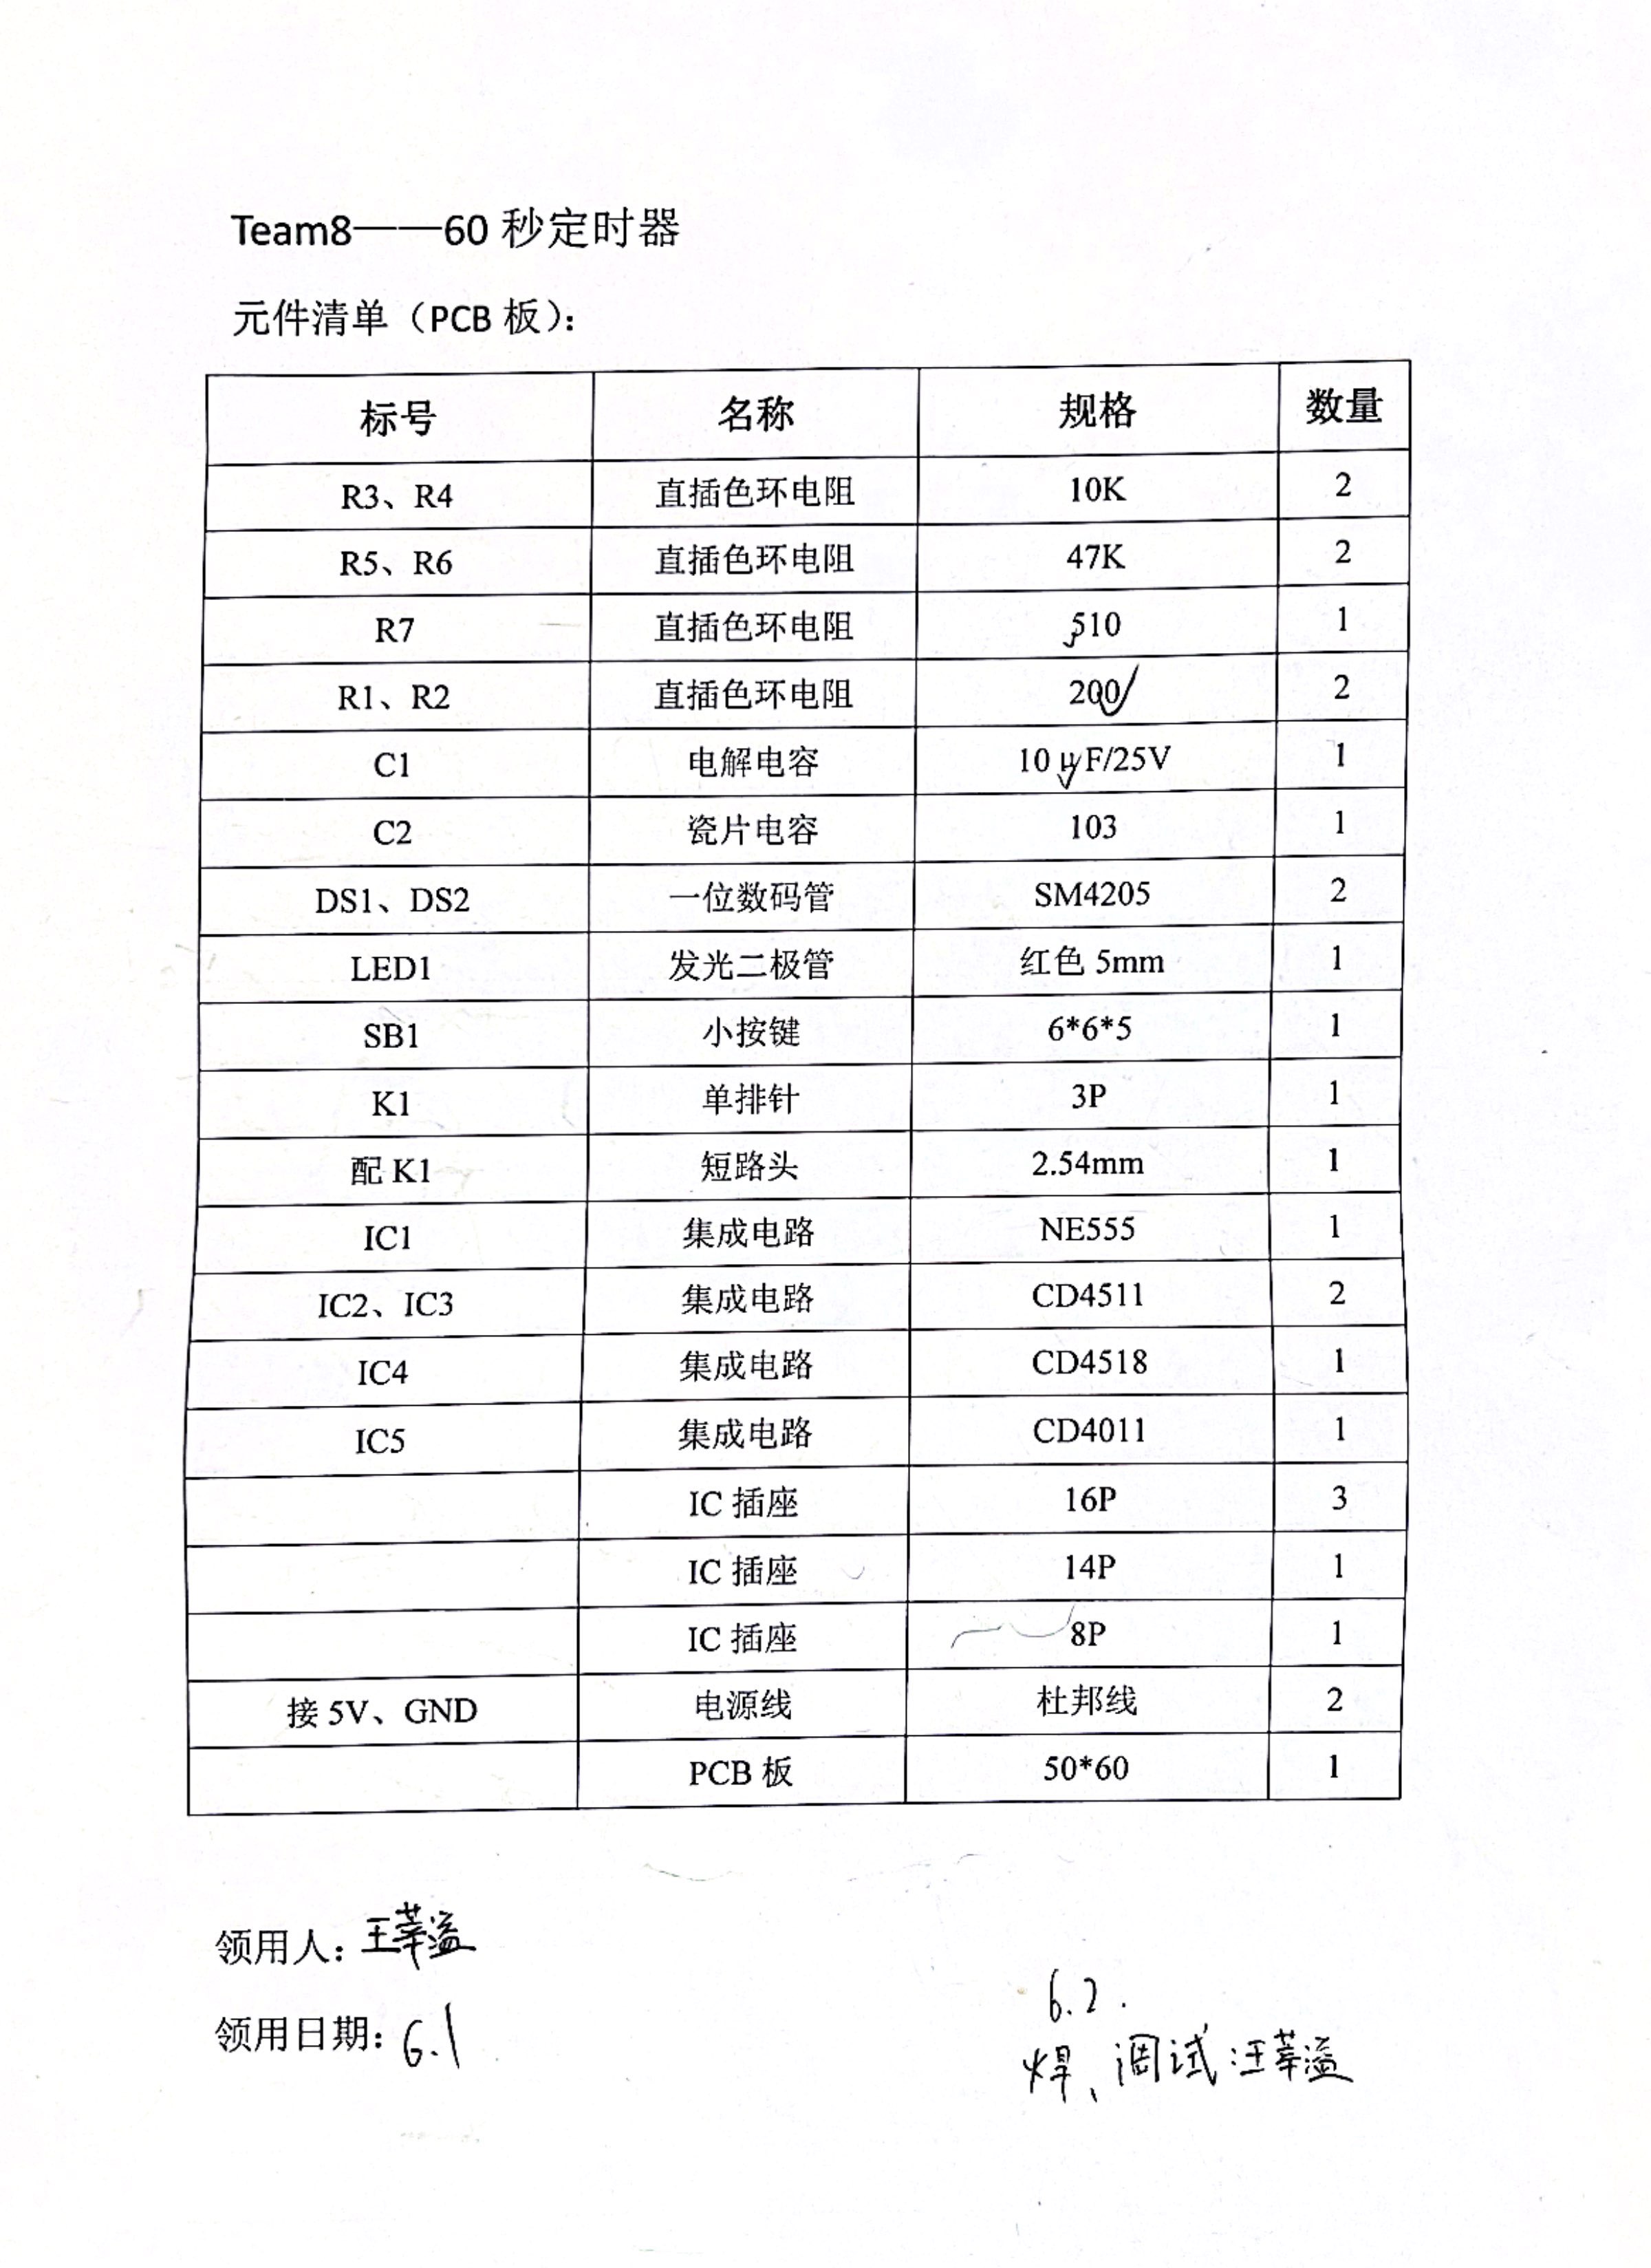 Team8——60 秒定时器
元件清单（PCB 板）：
标号 名称 规格 数量
R3、R4 直插色环电阻 10K 2
R5、R6 直插色环电阻 47K 2
R7 直插色环电阻 510 1
R1、R2 直插色环电阻 200 2
C1 电解电容 10 μF/25V 1
C2 瓷片电容 103 1
DS1、DS2 一位数码管 SM4205 2
LED1 发光二极管 红色 5mm 1
SB1 小按键 6*6*5 1
K1 单排针 3P 1
配 K1 短路头 2.54mm 1
IC1 集成电路 NE555 1
IC2、IC3 集成电路 CD4511 2
IC4 集成电路 CD4518 1
IC5 集成电路 CD4011 1
IC 插座 16P 3
IC 插座 14P 1
IC 插座 8P 1
接 5V、GND 电源线 杜邦线 2
PCB 板 50*60 1
领用人：王莘溢
领用日期：6.1
6.2.
焊、调试：王莘溢